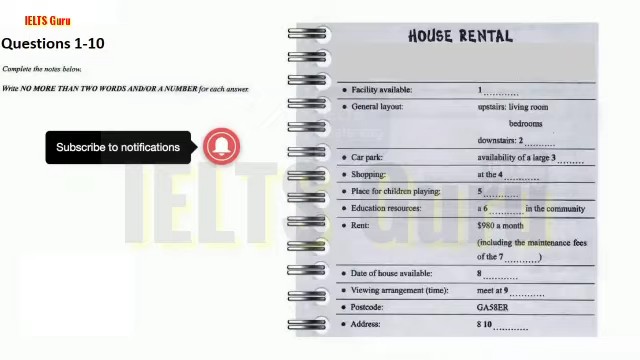 IELTS Guru
Questions 1-10
Complete the notes below.
Write NO MORE THAN TWO WORDS AND/OR A NUMBER for each answer.
Subscribe to notifications
HOUSE RENTAL
• Facility available: 1 ............
• General layout: upstairs: living room
bedrooms
downstairs: 2 ............
• Car park: availability of a large 3 ............
• Shopping: at the 4 ............
• Place for children playing: 5 ............
• Education resources: a 6 ............ in the community
• Rent: $980 a month
(including the maintenance fees
of the 7 ............)
• Date of house available: 8 ............
• Viewing arrangement (time): meet at 9 ............
• Postcode: GA58ER
• Address: 8 10 ............
IELTS Guru